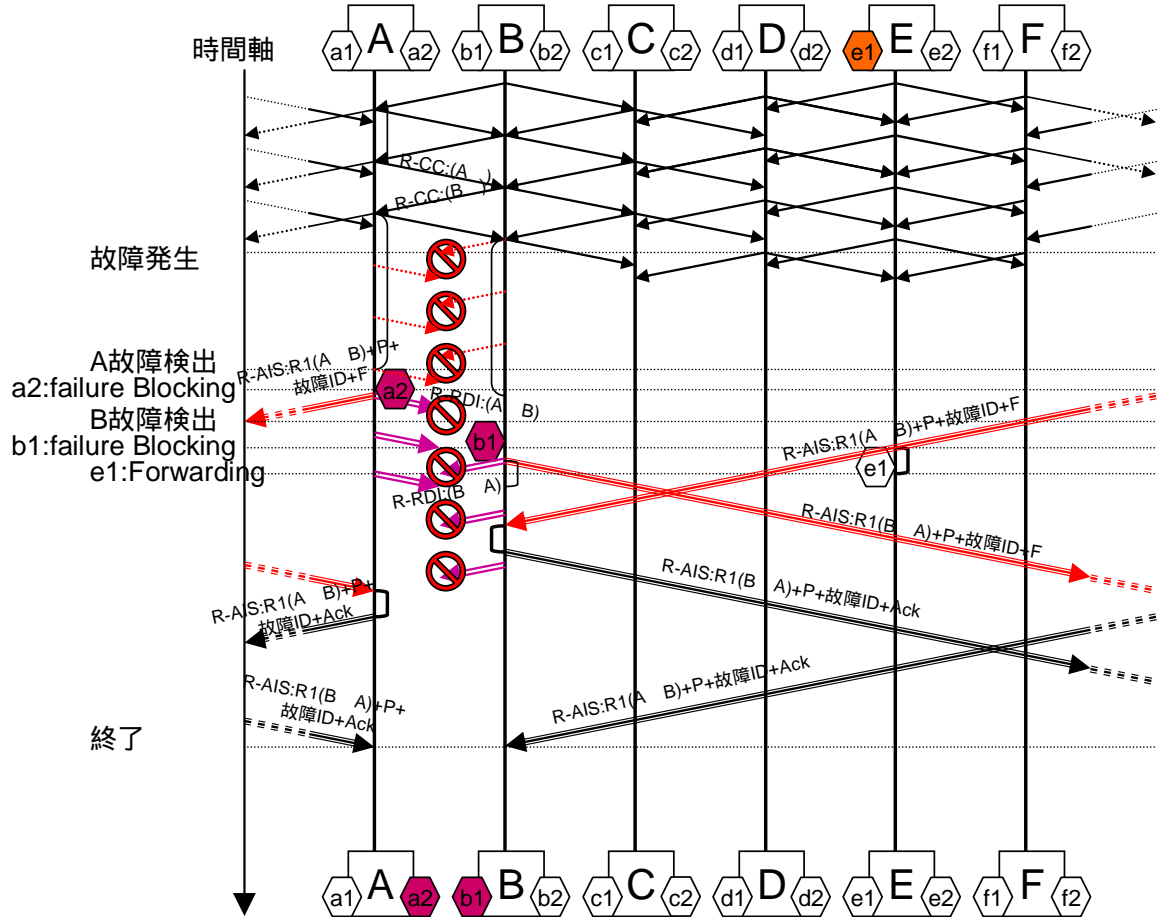 時間軸
a1 A a2
b1 B b2
c1 C c2
d1 D d2
e1 E e2
f1 F f2
R-CC:(A )
R-CC:(B )
故障発生
A故障検出
a2:failure Blocking
B故障検出
b1:failure Blocking
e1:Forwarding
R-AIS:R1(A B)+P+
故障ID+F
a2
R-RDI:(A B)
b1
R-AIS:R1(A B)+P+故障ID+F
e1
R-RDI:(B A)
R-AIS:R1(B A)+P+故障ID+F
R-AIS:R1(B A)+P+故障ID+Ack
R-AIS:R1(A B)+P+
故障ID+Ack
R-AIS:R1(A B)+P+故障ID+Ack
R-AIS:R1(B A)+P+
故障ID+Ack
終了
a1 A a2
b1 B b2
c1 C c2
d1 D d2
e1 E e2
f1 F f2